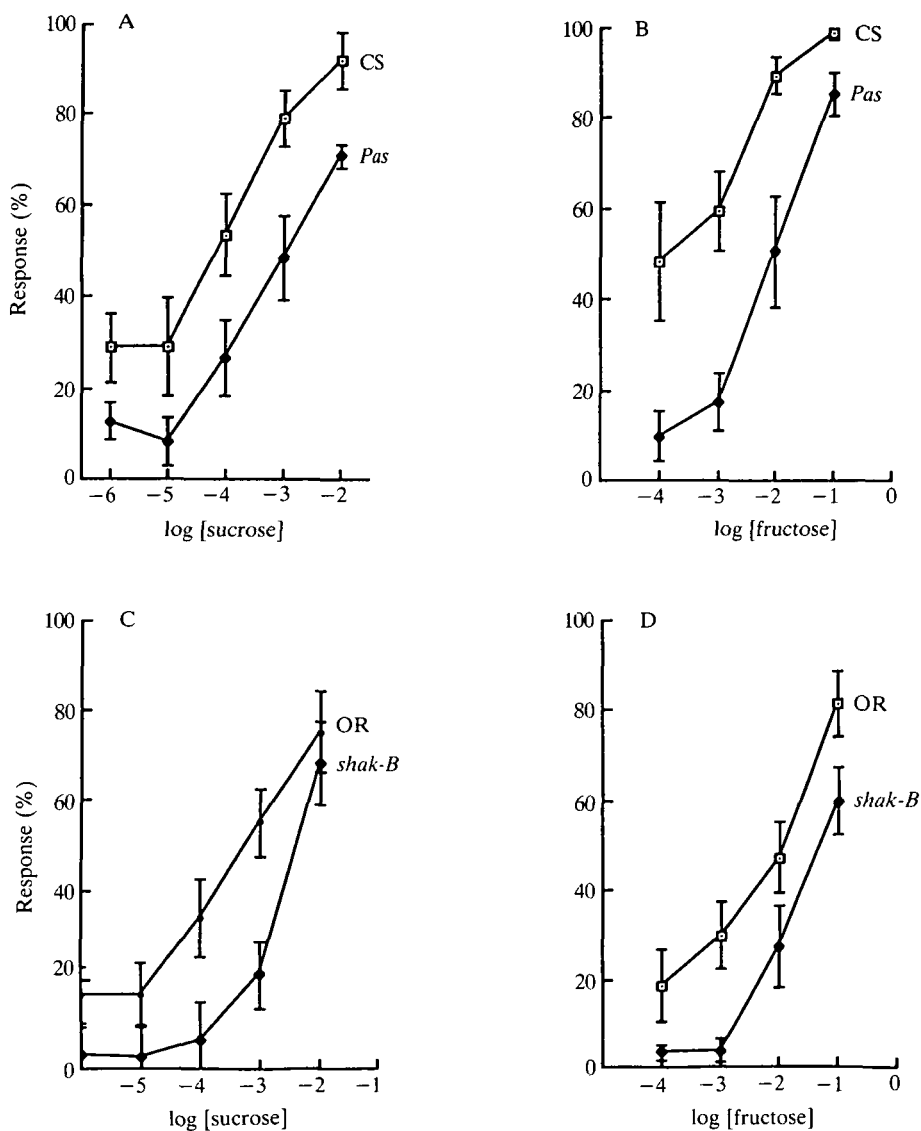 A
100
80
60
40
20
0
Response (%)
CS
Pas
−6 −5 −4 −3 −2
log [sucrose]
B
100
80
60
40
20
0
CS
Pas
−4 −3 −2 −1 0
log [fructose]
C
100
80
60
40
20
0
Response (%)
OR
shak-B
−5 −4 −3 −2 −1
log [sucrose]
D
100
80
60
40
20
0
OR
shak-B
−4 −3 −2 −1 0
log [fructose]